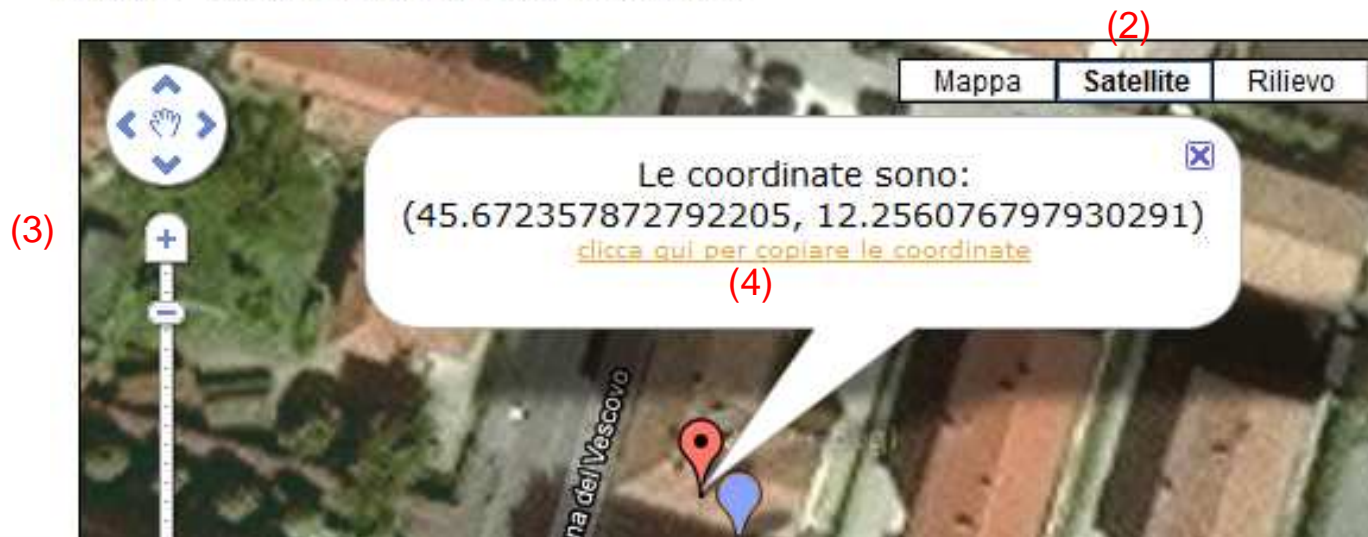 (2)
Mappa Satellite Rilievo
Le coordinate sono:
(45.672357872792205, 12.256076797930291)
(3)
clicca qui per copiare le coordinate
(4)
na del Vescovo